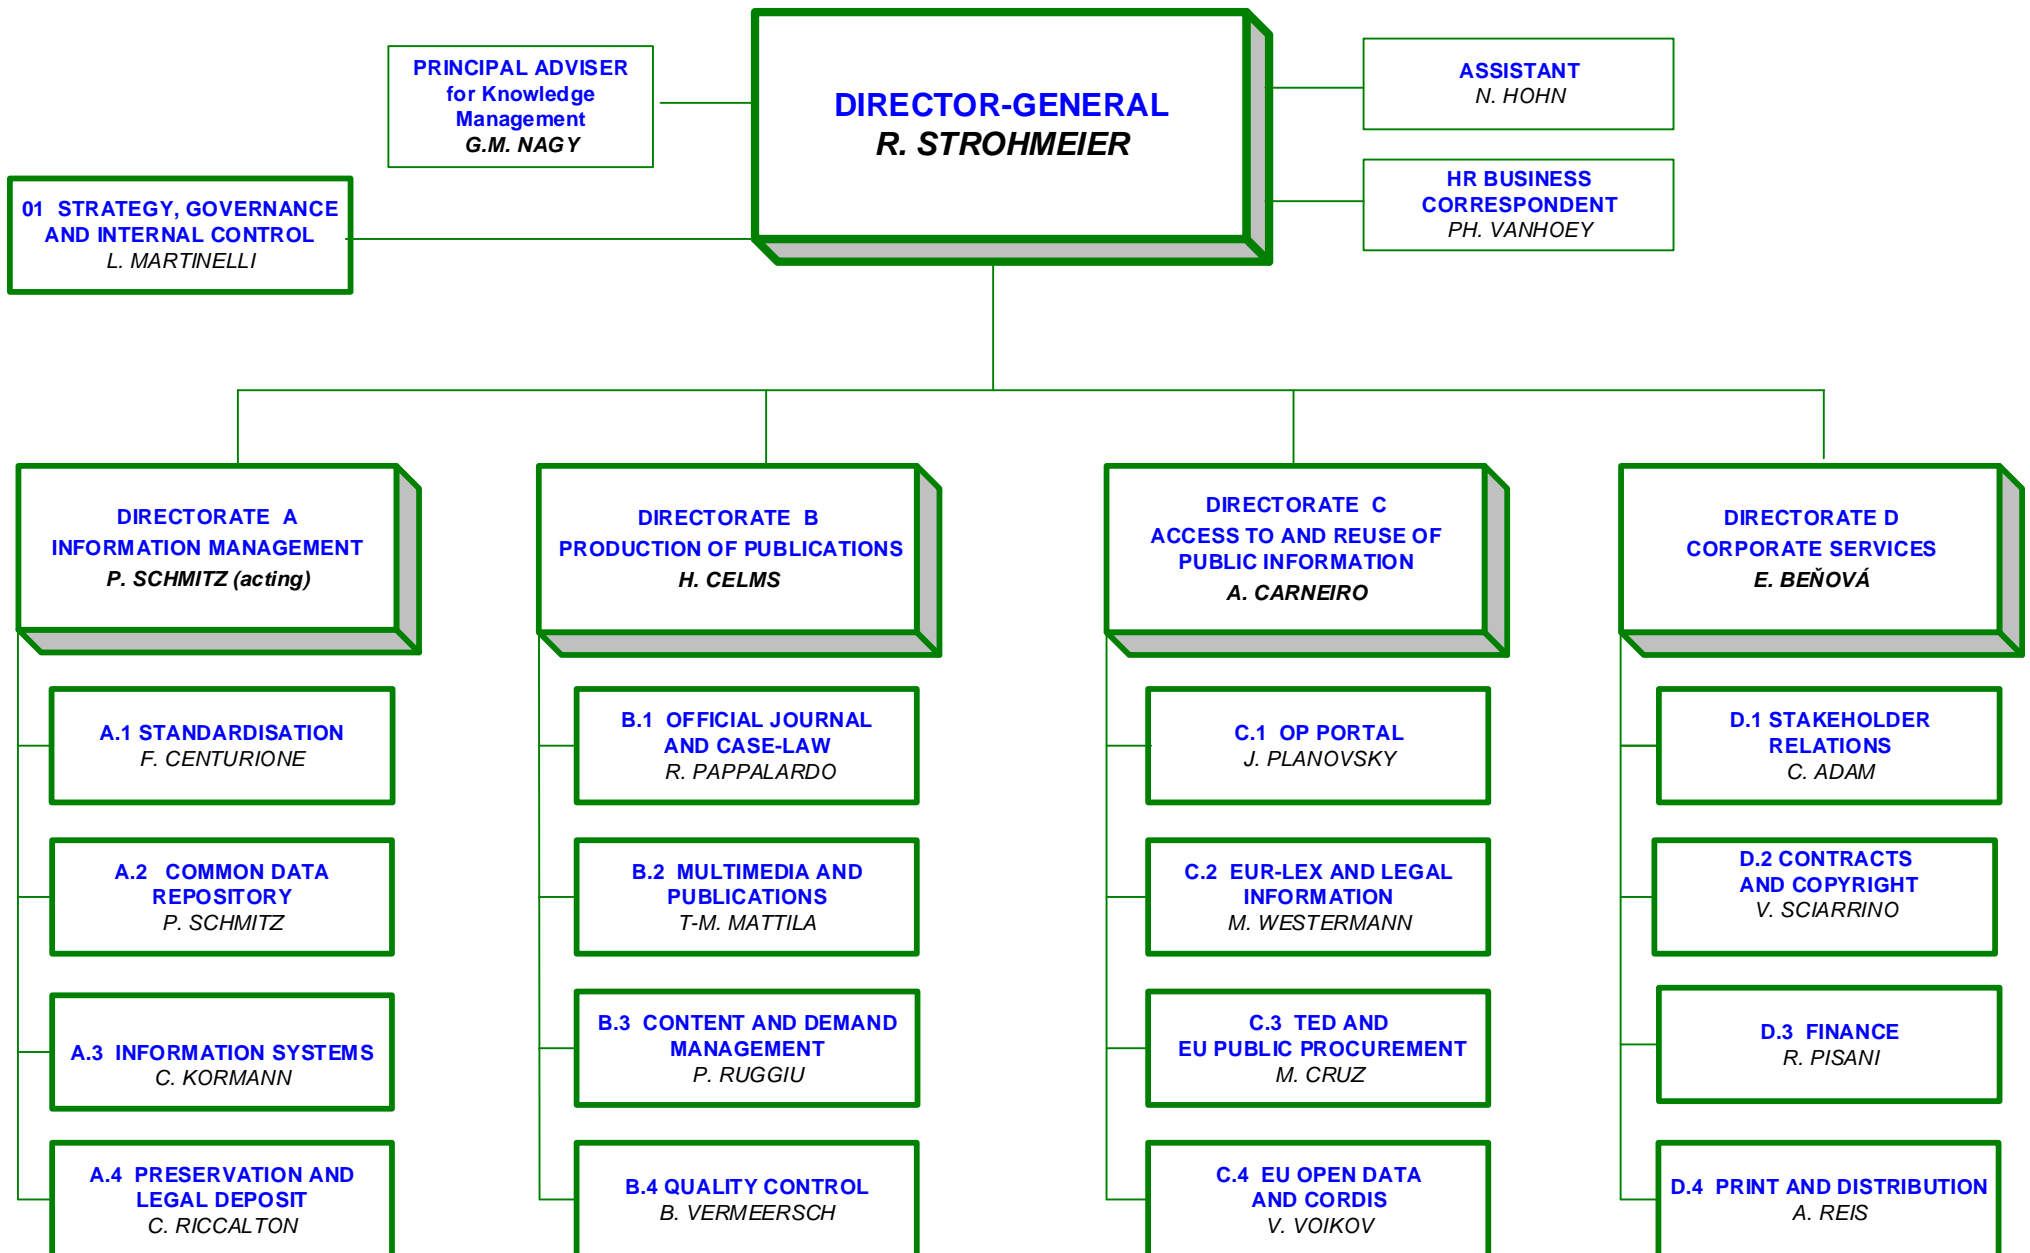 PRINCIPAL ADVISER
for Knowledge
Management
G.M. NAGY
DIRECTOR-GENERAL
R. STROHMEIER
ASSISTANT
N. HOHN
HR BUSINESS
CORRESPONDENT
PH. VANHOEY
01 STRATEGY, GOVERNANCE
AND INTERNAL CONTROL
L. MARTINELLI
DIRECTORATE A
INFORMATION MANAGEMENT
P. SCHMITZ (acting)
A.1 STANDARDISATION
F. CENTURIONE
A.2 COMMON DATA
REPOSITORY
P. SCHMITZ
A.3 INFORMATION SYSTEMS
C. KORMANN
A.4 PRESERVATION AND
LEGAL DEPOSIT
C. RICCALTON
DIRECTORATE B
PRODUCTION OF PUBLICATIONS
H. CELMS
B.1 OFFICIAL JOURNAL
AND CASE-LAW
R. PAPPALARDO
B.2 MULTIMEDIA AND
PUBLICATIONS
T-M. MATTILA
B.3 CONTENT AND DEMAND
MANAGEMENT
P. RUGGIU
B.4 QUALITY CONTROL
B. VERMEERSCH
DIRECTORATE C
ACCESS TO AND REUSE OF
PUBLIC INFORMATION
A. CARNEIRO
C.1 OP PORTAL
J. PLANOVSKY
C.2 EUR-LEX AND LEGAL
INFORMATION
M. WESTERMANN
C.3 TED AND
EU PUBLIC PROCUREMENT
M. CRUZ
C.4 EU OPEN DATA
AND CORDIS
V. VOIKOV
DIRECTORATE D
CORPORATE SERVICES
E. BEŇOVÁ
D.1 STAKEHOLDER
RELATIONS
C. ADAM
D.2 CONTRACTS
AND COPYRIGHT
V. SCIARRINO
D.3 FINANCE
R. PISANI
D.4 PRINT AND DISTRIBUTION
A. REIS